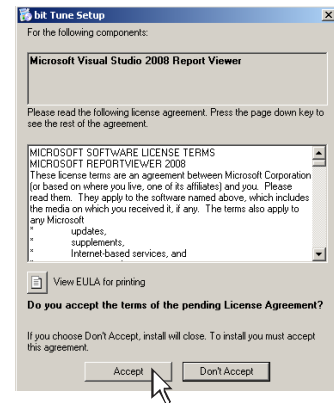 bit Tune Setup
For the following components:
Microsoft Visual Studio 2008 Report Viewer
Please read the following license agreement. Press the page down key to
see the rest of the agreement.
MICROSOFT SOFTWARE LICENSE TERMS
MICROSOFT REPORTVIEWER 2008
These license terms are an agreement between Microsoft Corporation
(or based on where you live, one of its affiliates) and you.  Please
read them.  They apply to the software named above, which includes
the media on which you received it, if any.  The terms also apply to
any Microsoft
* updates,
* supplements,
* Internet-based services, and
View EULA for printing
Do you accept the terms of the pending License Agreement?
If you choose Don't Accept, install will close. To install you must accept
this agreement.
Accept
Don't Accept